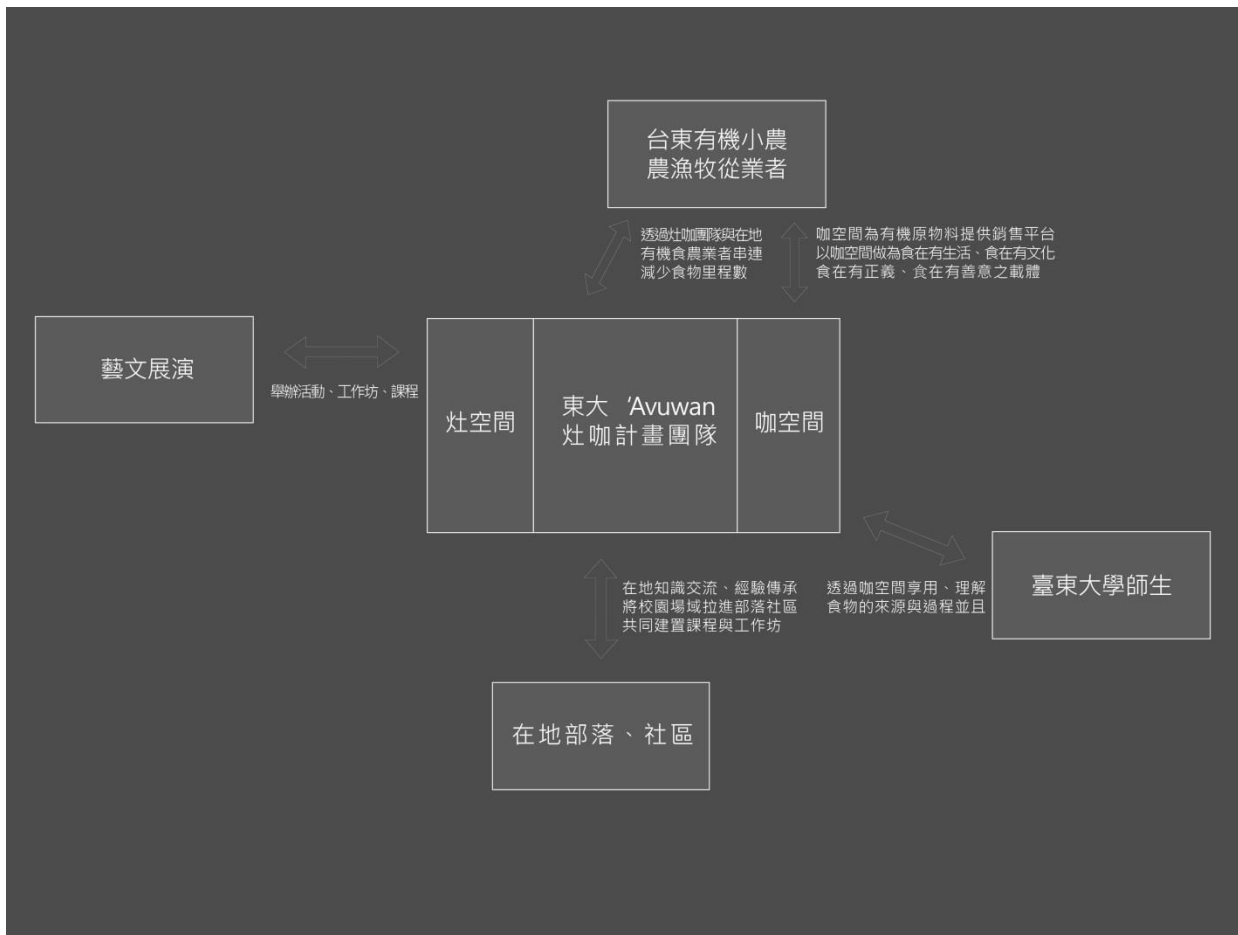 台東有機小農
農漁牧從業者
透過灶咖團隊與在地
有機食農業者串連
減少食物里程數
咖空間為有機原物料提供銷售平台
以咖空間做為食在有生活、食在有文化
食在有正義、食在有善意之載體
藝文展演
舉辦活動、工作坊、課程
灶空間
東大 ‘Avuwan
灶咖計畫團隊
咖空間
在地知識交流、經驗傳承
將校園場域拉進部落社區
共同建置課程與工作坊
透過咖空間享用、理解
食物的來源與過程並且
臺東大學師生
在地部落、社區